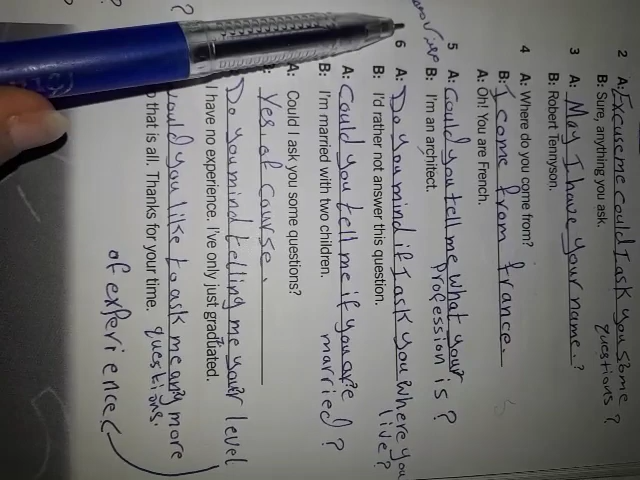 2 A: Excuse me could I ask you some
questions ?
B: Sure, anything you ask.
3 A: May I have your name. ?
B: Robert Tennyson.
4 A: Where do you come from?
B: I come from france.
A: Oh! You are French.
5 A: Could you tell me what your
Profession is ?
B: I'm an architect.
6 A: Do you mind if I ask you where you
live ?
B: I'd rather not answer this question.
A: Could you tell me if you are
married ?
B: I'm married with two children.
A: Could I ask you some questions?
Yes, of course.
Do you mind telling me your level
of experience
I have no experience. I've only just graduated.
would you like to ask me any more
questions.
that is all. Thanks for your time.